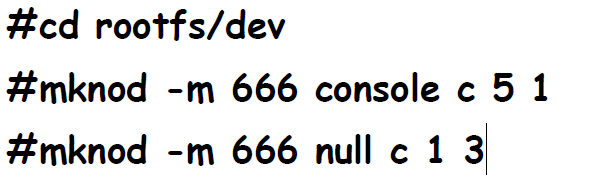 #cd rootfs/dev
#mknod -m 666 console c 5 1
#mknod -m 666 null c 1 3